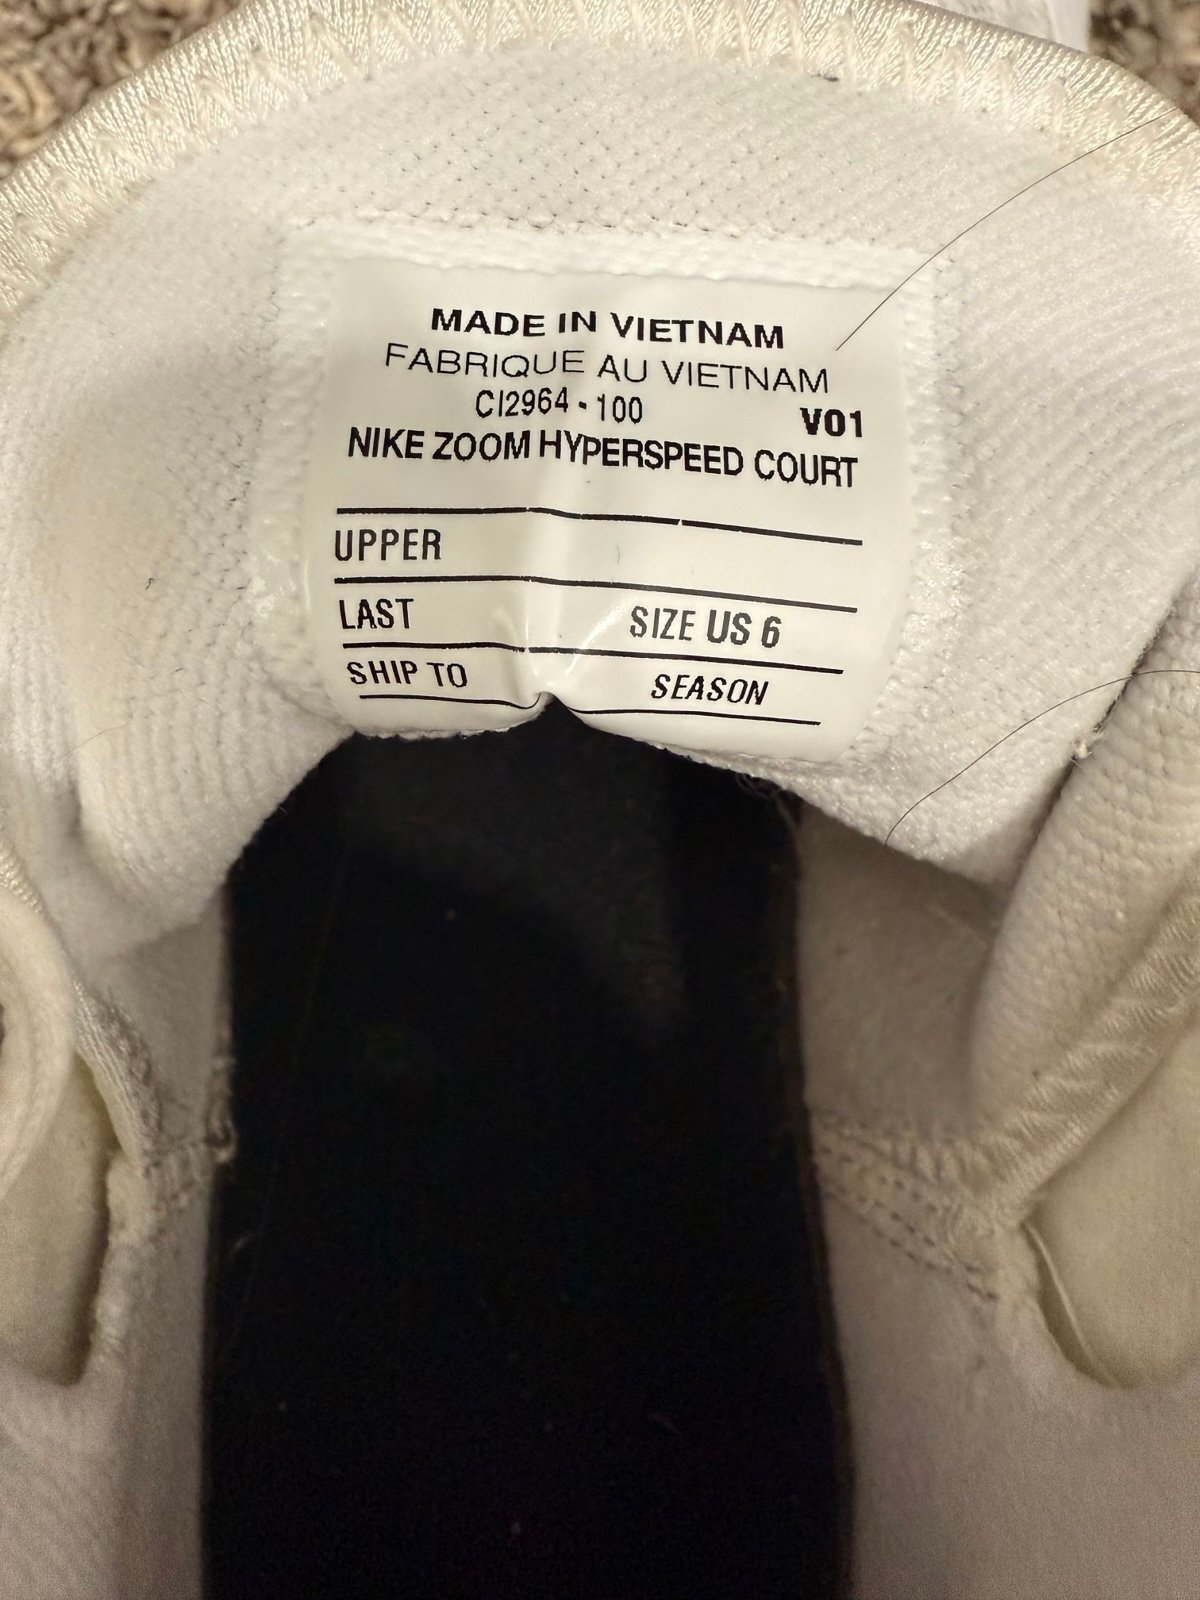 MADE IN VIETNAM
FABRIQUE AU VIETNAM
CI2964-100 V01
NIKE ZOOM HYPERSPEED COURT
UPPER
LAST SIZE US 6
SHIP TO SEASON